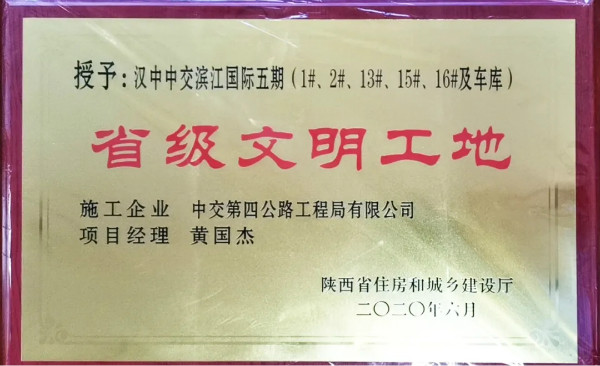 授予：汉中中交滨江国际五期（1#、2#、13#、15#、16#及车库）
省级文明工地
施工企业 中交第四公路工程局有限公司
项目经理 黄国杰
陕西省住房和城乡建设厅
二〇二〇年六月